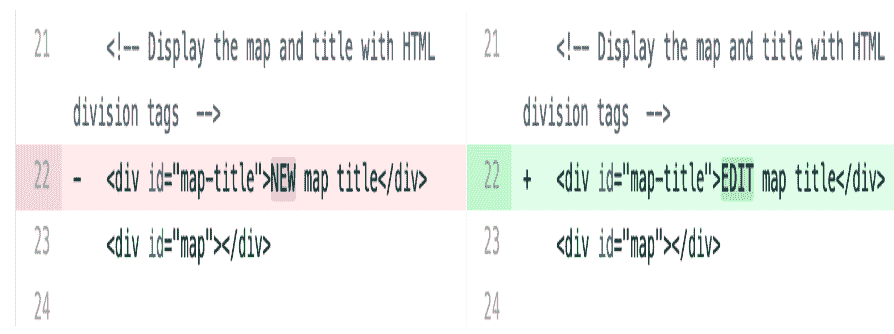 21 <!-- Display the map and title with HTML
division tags -->
22 - <div id="map-title">NEW map title</div>
23 <div id="map"></div>
24
21 <!-- Display the map and title with HTML
division tags -->
22 + <div id="map-title">EDIT map title</div>
23 <div id="map"></div>
24